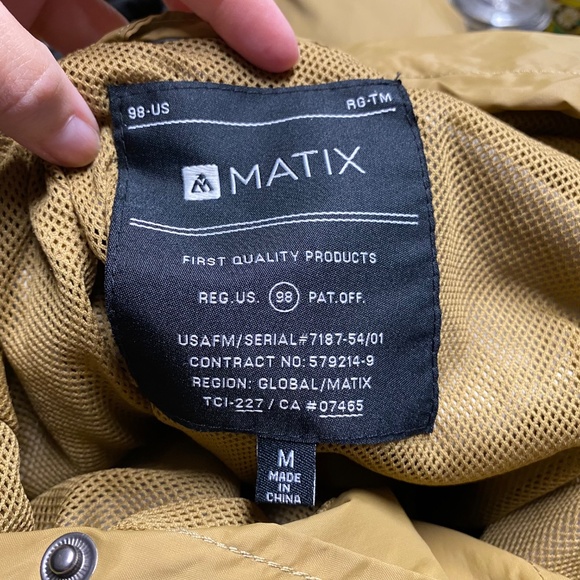 98-US RG-TM
MATIX
FIRST QUALITY PRODUCTS
REG. US. 98 PAT. OFF.
USAFM/SERIAL#7187-54/01
CONTRACT NO: 579214-9
REGION: GLOBAL/MATIX
TCI-227 / CA #07465
M
MADE
IN
CHINA